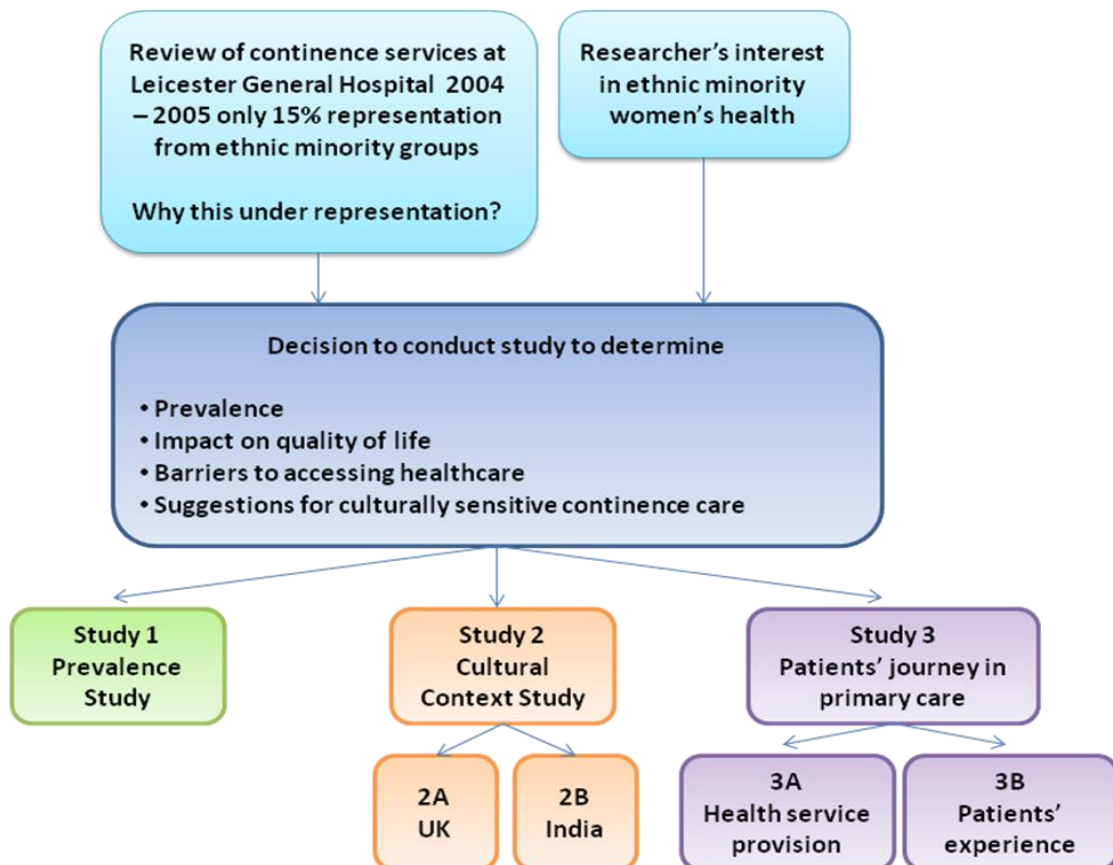 Review of continence services at
Leicester General Hospital 2004
– 2005 only 15% representation
from ethnic minority groups
Why this under representation?
Researcher's interest
in ethnic minority
women's health
Decision to conduct study to determine
• Prevalence
• Impact on quality of life
• Barriers to accessing healthcare
• Suggestions for culturally sensitive continence care
Study 1
Prevalence
Study
Study 2
Cultural
Context Study
Study 3
Patients' journey in
primary care
2A
UK
2B
India
3A
Health service
provision
3B
Patients'
experience